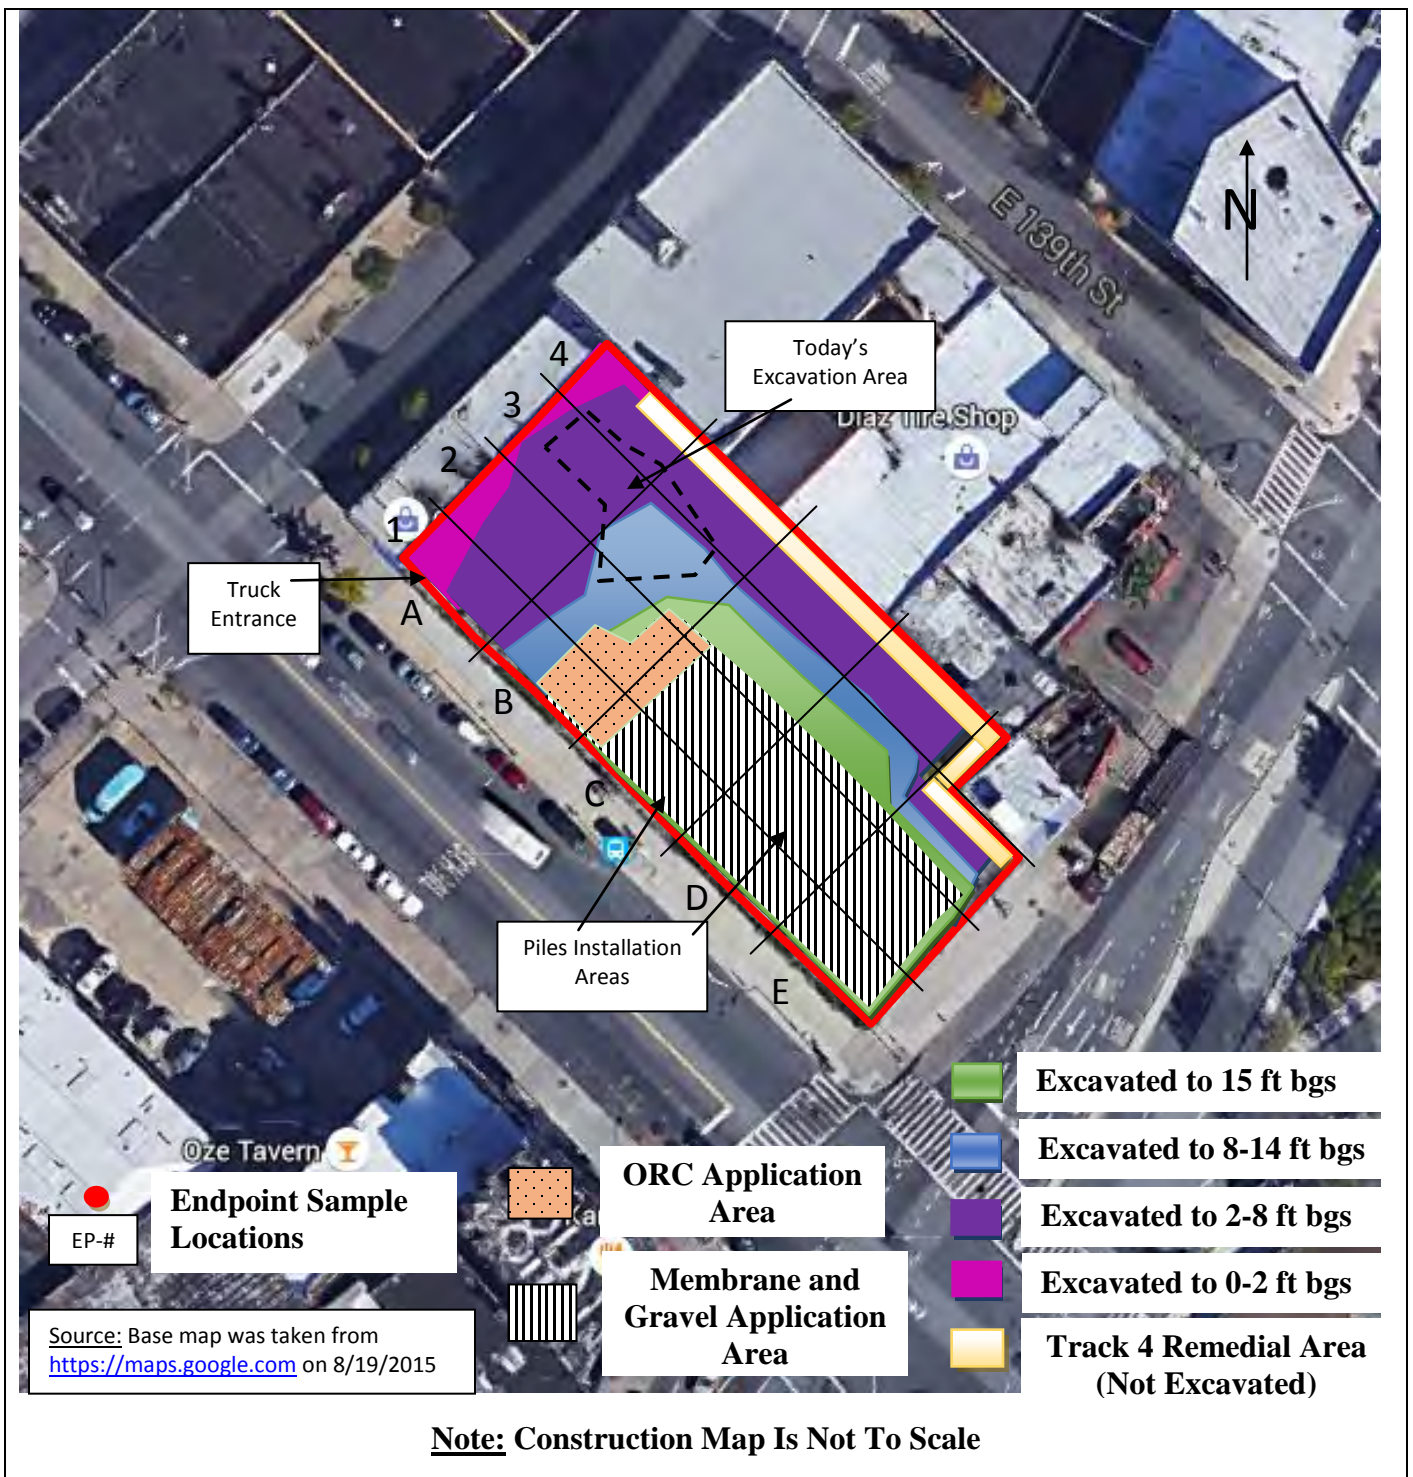 N
E 139th St
Today's
Excavation Area
Diaz Tire Shop
4
3
2
1
Truck
Entrance
A
B
C
D
E
Piles Installation
Areas
Oze Tavern
Endpoint Sample
Locations
EP-#
ORC Application
Area
Membrane and
Gravel Application
Area
Excavated to 15 ft bgs
Excavated to 8-14 ft bgs
Excavated to 2-8 ft bgs
Excavated to 0-2 ft bgs
Track 4 Remedial Area
(Not Excavated)
Source: Base map was taken from
https://maps.google.com on 8/19/2015
Note: Construction Map Is Not To Scale